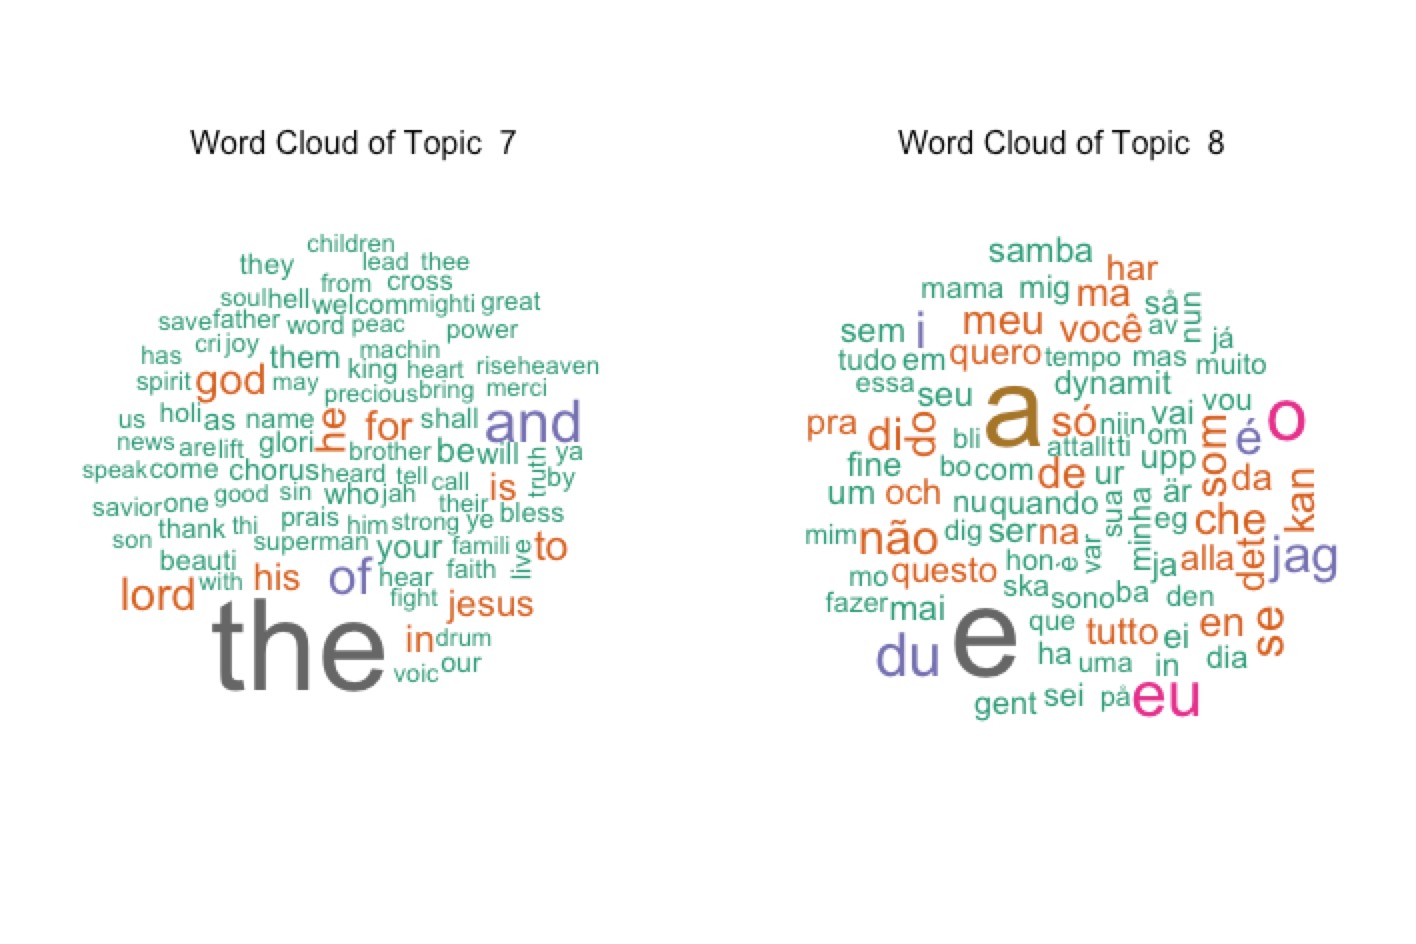 Word Cloud of Topic 7
children
they lead thee
from cross
soul hell welcom mighti great
save father word peac power
cri joy
has them machin
king heart rise heaven
spirit god may precious bring merci
us holi as name he for shall and
news are lift glori brother be will ya
speak come chorus heard tell call truth by
savior one good sin who jah their is
son thank thi prais him strong ye bless
beauti superman your famili live to
lord with his of hear faith
fight jesus
the in drum
voic our
Word Cloud of Topic 8
samba
har
mama mig ma så nun
sem i meu você av já
tudo em quero tempo mas muito
essa seu dynamit
pra di do bli a só niin vai vou é o
attalltti om
fine bo com de ur upp som da
um och nu quando sua minha är kan
mim não dig ser na var eg che
mo questo hon è ja alla dete jag
ska
fazer mai sono ba den
du e que tutto ei en se
ha uma in dia
gent sei på eu